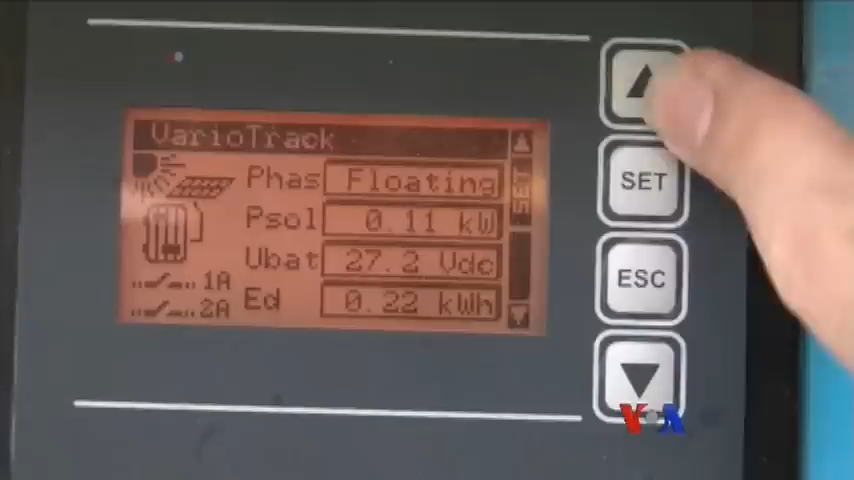 VarioTrack
Phas Floating
SET
Psol 0.11 kW
Ubat 27.2 Vdc
1A
2A
Ed 0.22 kWh
SET
ESC
VOA